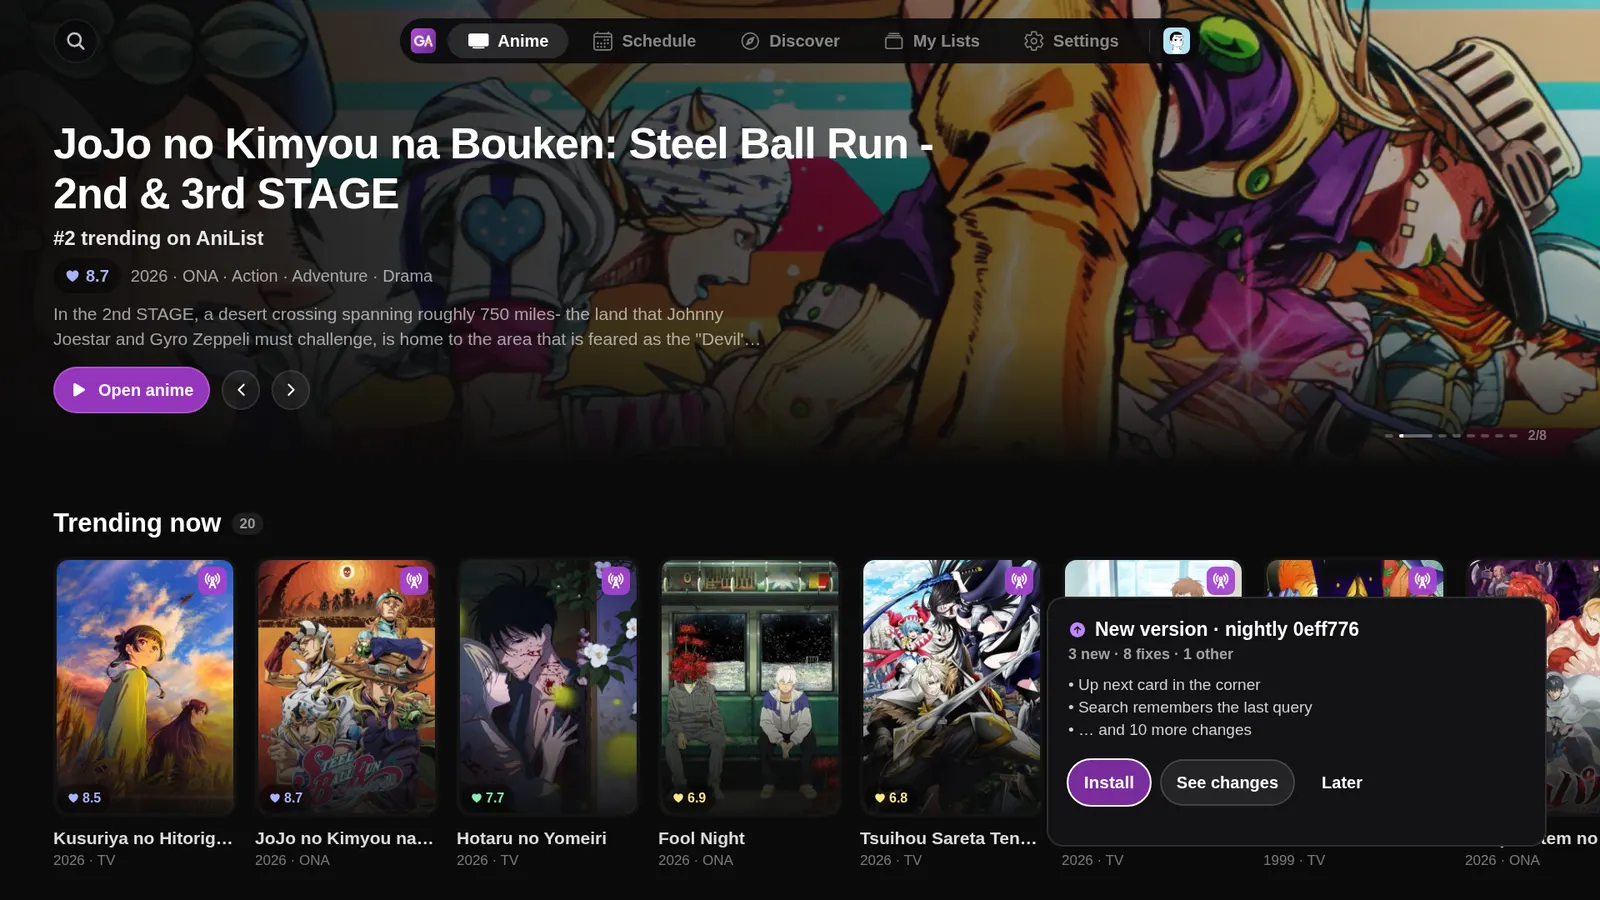 GA
Anime
Schedule
Discover
My Lists
Settings
JoJo no Kimyou na Bouken: Steel Ball Run -
2nd & 3rd STAGE
#2 trending on AniList
8.7
2026 · ONA · Action · Adventure · Drama
In the 2nd STAGE, a desert crossing spanning roughly 750 miles- the land that Johnny
Joestar and Gyro Zeppeli must challenge, is home to the area that is feared as the "Devil'…
Open anime
2/8
Trending now 20
STEEL
BALL RUN
8.5
8.7
7.7
6.9
6.8
Kusuriya no Hitorig…
JoJo no Kimyou na…
Hotaru no Yomeiri
Fool Night
Tsuihou Sareta Ten…
tem no
2026 · TV
2026 · ONA
2026 · TV
2026 · ONA
2026 · TV
2026 · TV
1999 · TV
2026 · ONA
New version · nightly 0eff776
3 new · 8 fixes · 1 other
• Up next card in the corner
• Search remembers the last query
• … and 10 more changes
Install
See changes
Later